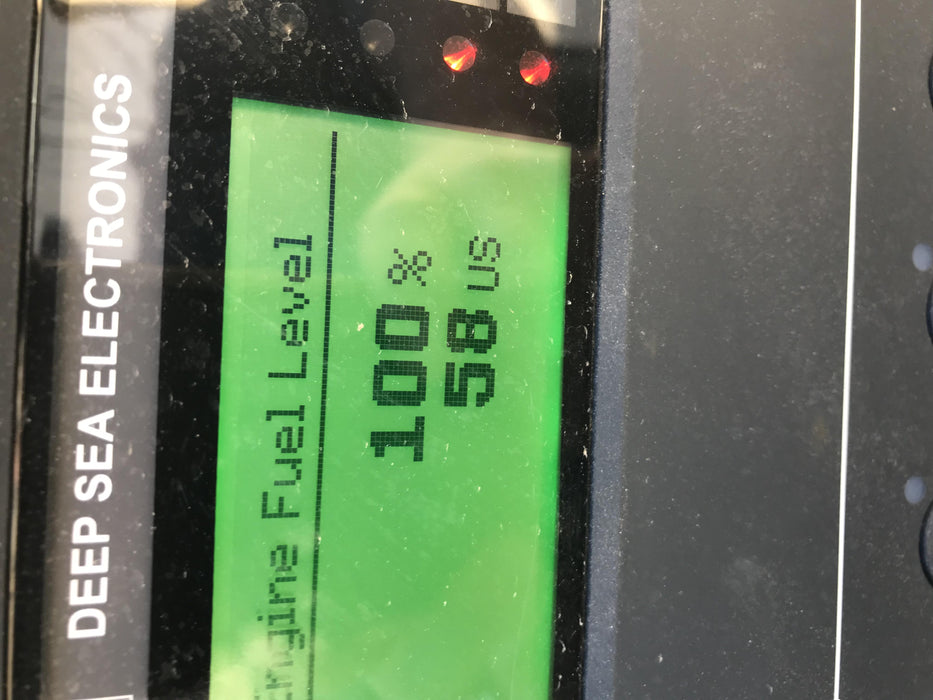 DEEP SEA ELECTRONICS
Engine Fuel Level
100 %
58 US